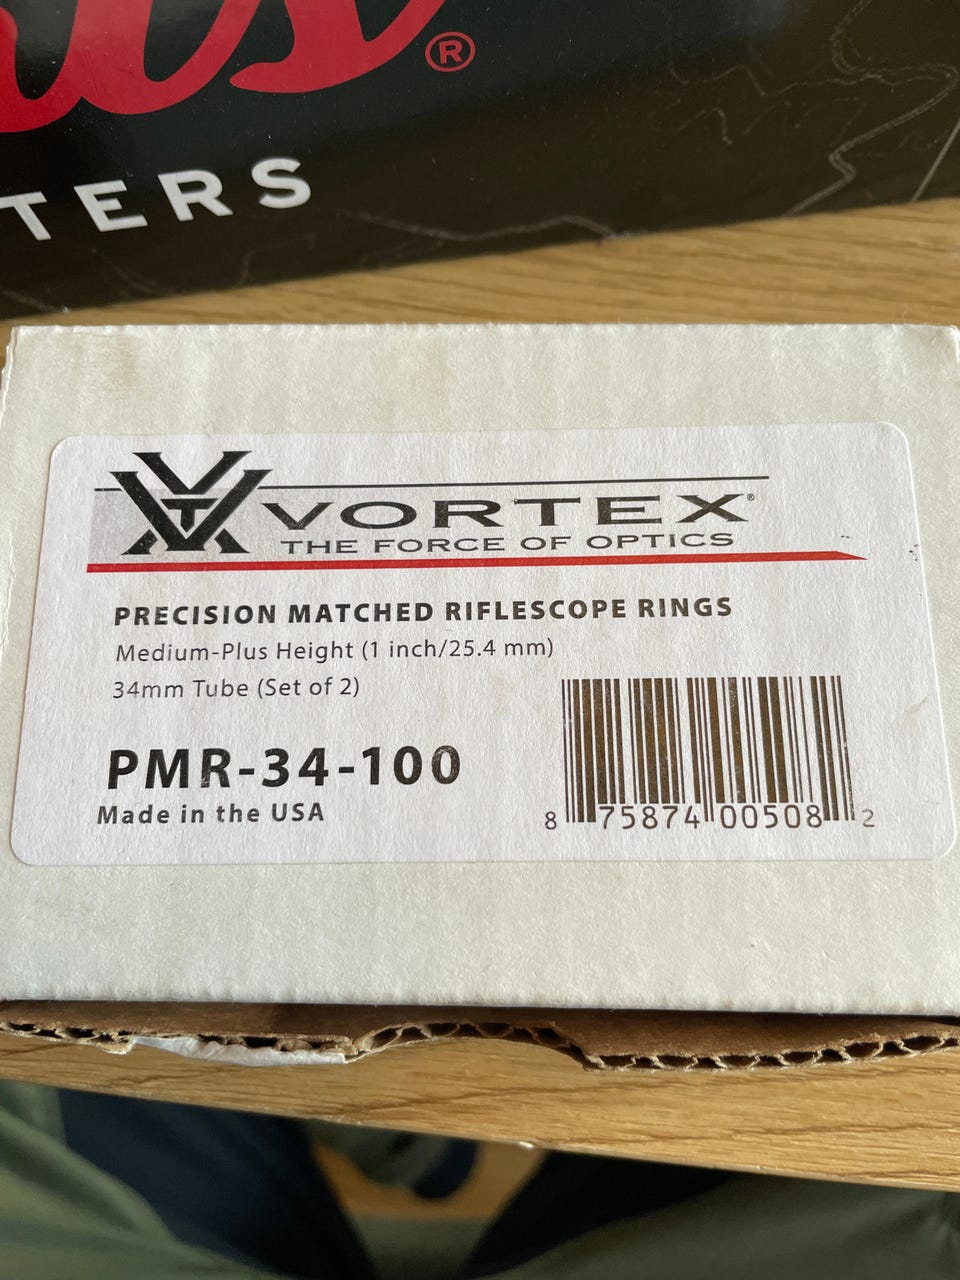 ®
TERS
VORTEX®
THE FORCE OF OPTICS
PRECISION MATCHED RIFLESCOPE RINGS
Medium-Plus Height (1 inch/25.4 mm)
34mm Tube (Set of 2)
PMR-34-100
Made in the USA
8 75874 00508 2